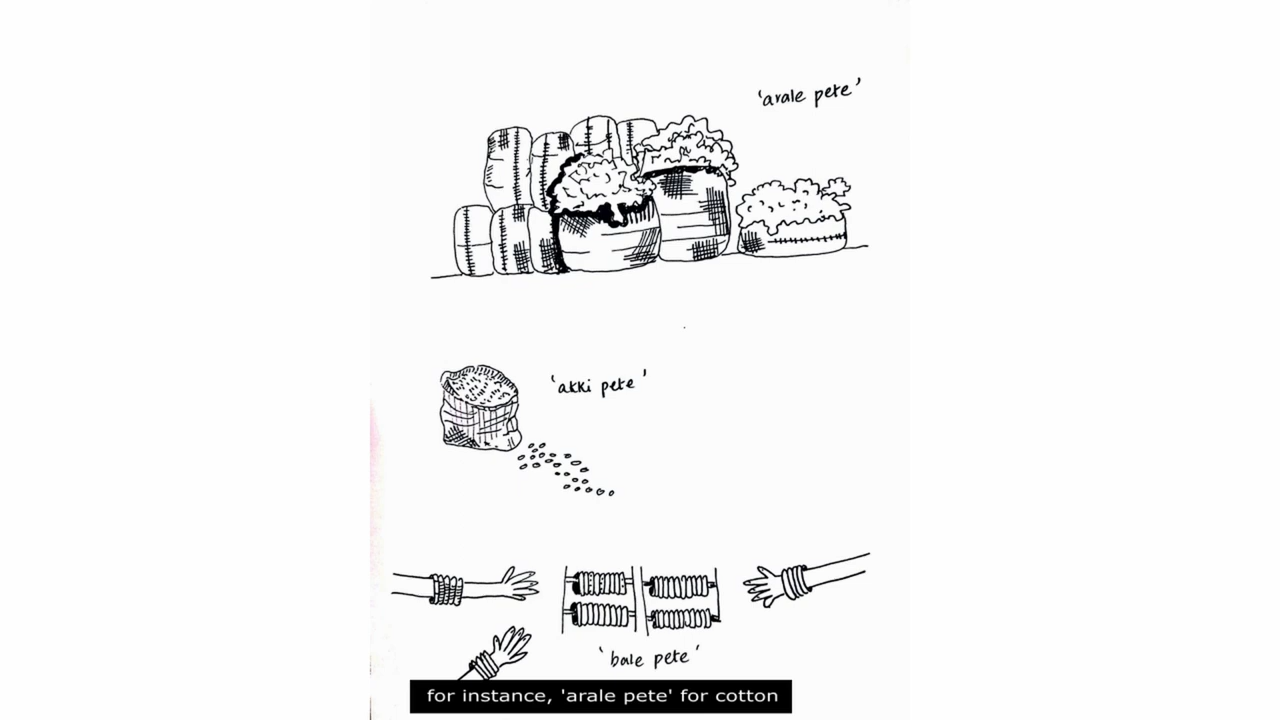 'arale pete'
'akki pete'
'bale pete'
for instance, 'arale pete' for cotton